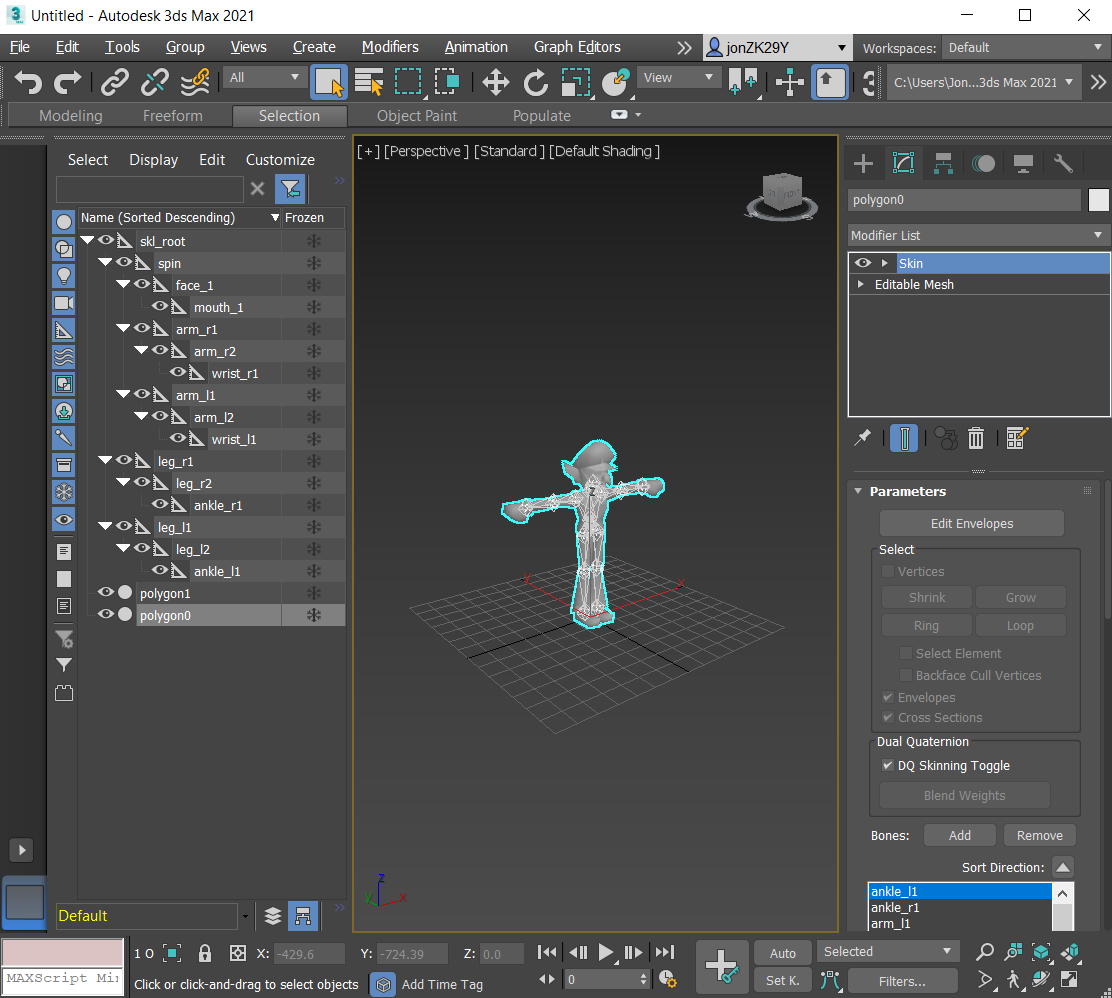 Untitled - Autodesk 3ds Max 2021
File Edit Tools Group Views Create Modifiers Animation Graph Editors jonZK29Y Workspaces: Default
All View C:\Users\Jon...3ds Max 2021
Modeling Freeform Selection Object Paint Populate
Select Display Edit Customize
Name (Sorted Descending) Frozen
skl_root
spin
face_1
mouth_1
arm_r1
arm_r2
wrist_r1
arm_l1
arm_l2
wrist_l1
leg_r1
leg_r2
ankle_r1
leg_l1
leg_l2
ankle_l1
polygon1
polygon0
Default
[+] [Perspective ] [Standard ] [Default Shading ]
polygon0
Modifier List
Skin
Editable Mesh
Parameters
Edit Envelopes
Select
Vertices
Shrink Grow
Ring Loop
Select Element
Backface Cull Vertices
Envelopes
Cross Sections
Dual Quaternion
DQ Skinning Toggle
Blend Weights
Bones: Add Remove
Sort Direction:
ankle_l1
ankle_r1
arm_l1
1 O X: -429.6 Y: -724.39 Z: 0.0 Auto Selected
MAXScript Mi Click or click-and-drag to select objects Add Time Tag 0 Set K. Filters...